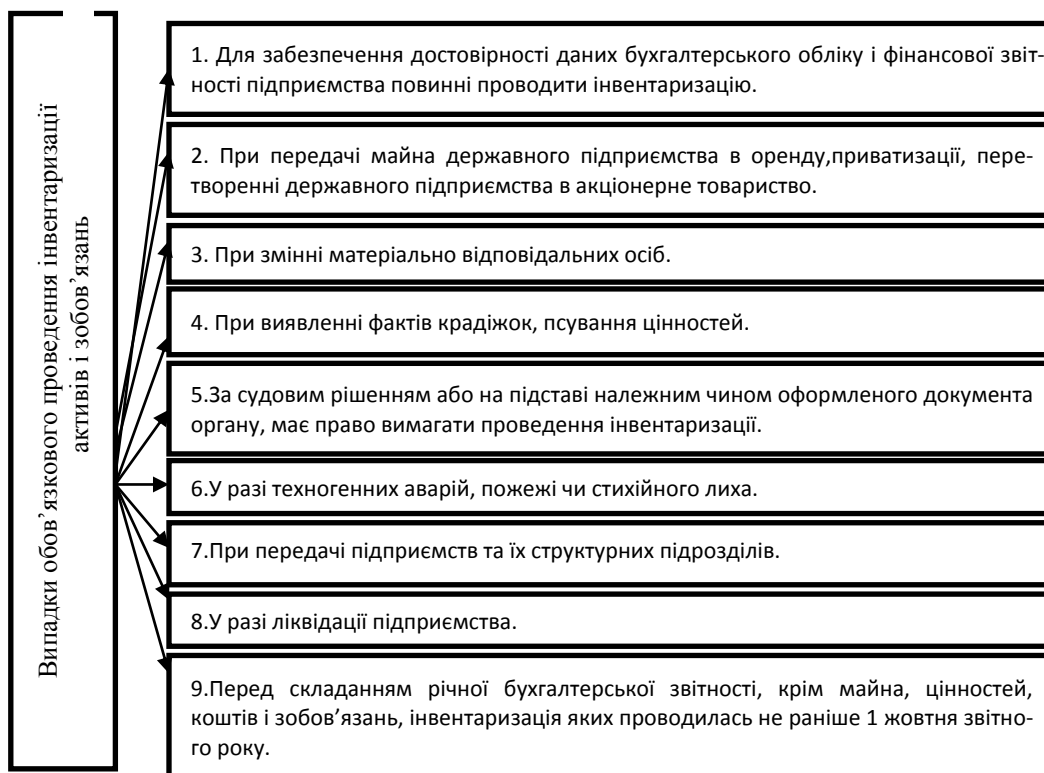 Випадки обов’язкового проведення інвентаризації
активів і зобов’язань
1. Для забезпечення достовірності даних бухгалтерського обліку і фінансової звіт-
ності підприємства повинні проводити інвентаризацію.
2. При передачі майна державного підприємства в оренду,приватизації, пере-
творенні державного підприємства в акціонерне товариство.
3. При змінні матеріально відповідальних осіб.
4. При виявленні фактів крадіжок, псування цінностей.
5.За судовим рішенням або на підставі належним чином оформленого документа
органу, має право вимагати проведення інвентаризації.
6.У разі техногенних аварій, пожежі чи стихійного лиха.
7.При передачі підприємств та їх структурних підрозділів.
8.У разі ліквідації підприємства.
9.Перед складанням річної бухгалтерської звітності, крім майна, цінностей,
коштів і зобов’язань, інвентаризація яких проводилась не раніше 1 жовтня звітно-
го року.